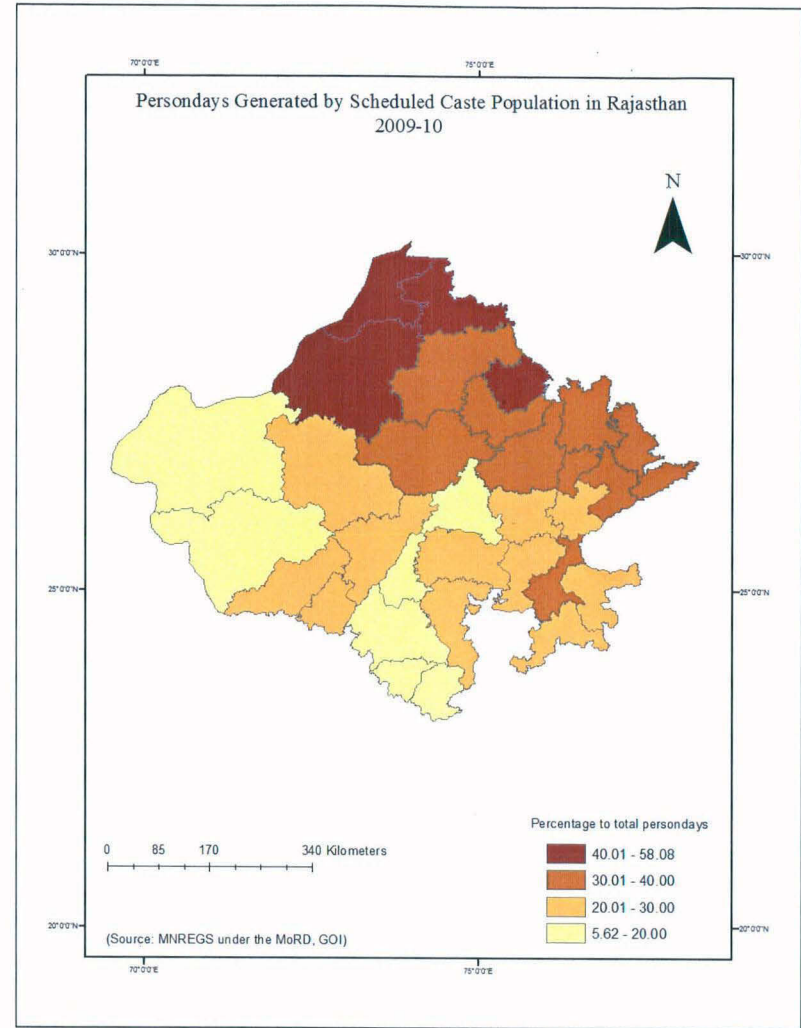 70°0'0"E 75°0'0"E
Persondays Generated by Scheduled Caste Population in Rajasthan
2009-10
N
30°0'0"N 30°0'0"N
25°0'0"N 25°0'0"N
Percentage to total persondays
0 85 170 340 Kilometers
40.01 - 58.08
30.01 - 40.00
20.01 - 30.00
5.62 - 20.00
(Source: MNREGS under the MoRD, GOI)
20°0'0"N 20°0'0"N
70°0'0"E 75°0'0"E